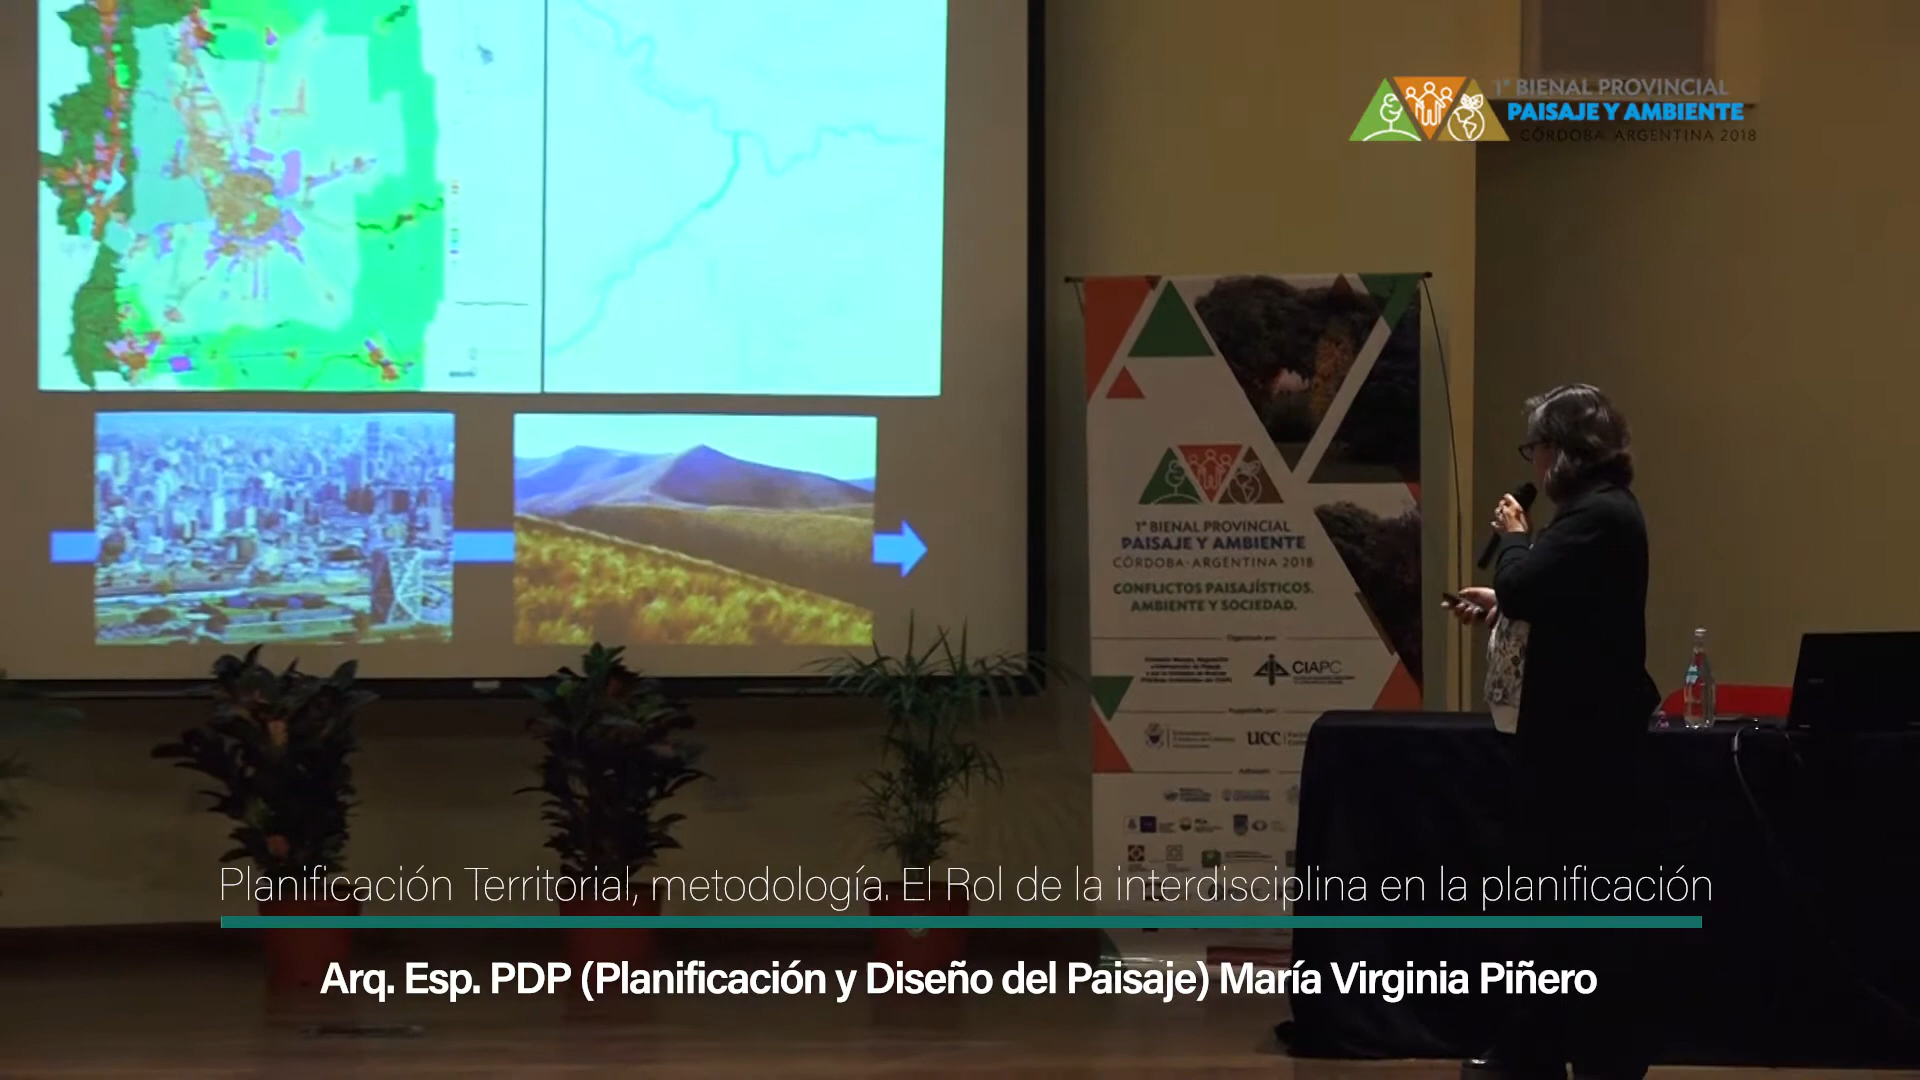 1° BIENAL PROVINCIAL
PAISAJE Y AMBIENTE
CÓRDOBA·ARGENTINA 2018
1° BIENAL PROVINCIAL
PAISAJE Y AMBIENTE
CÓRDOBA·ARGENTINA 2018
CONFLICTOS PAISAJÍSTICOS.
AMBIENTE Y SOCIEDAD.
CIAPC
UCC
Planificación Territorial, metodología. El Rol de la interdisciplina en la planificación
Arq. Esp. PDP (Planificación y Diseño del Paisaje) María Virginia Piñero